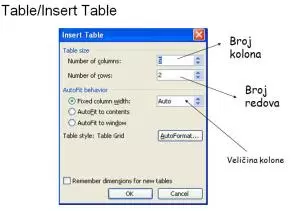 Table/Insert Table
Insert Table
Table size
Number of columns:
5
Broj
kolona
Number of rows:
2
Broj
redova
AutoFit behavior
Fixed column width:
Auto
AutoFit to contents
AutoFit to window
Veličina kolone
Table style: Table Grid
AutoFormat...
Remember dimensions for new tables
OK
Cancel